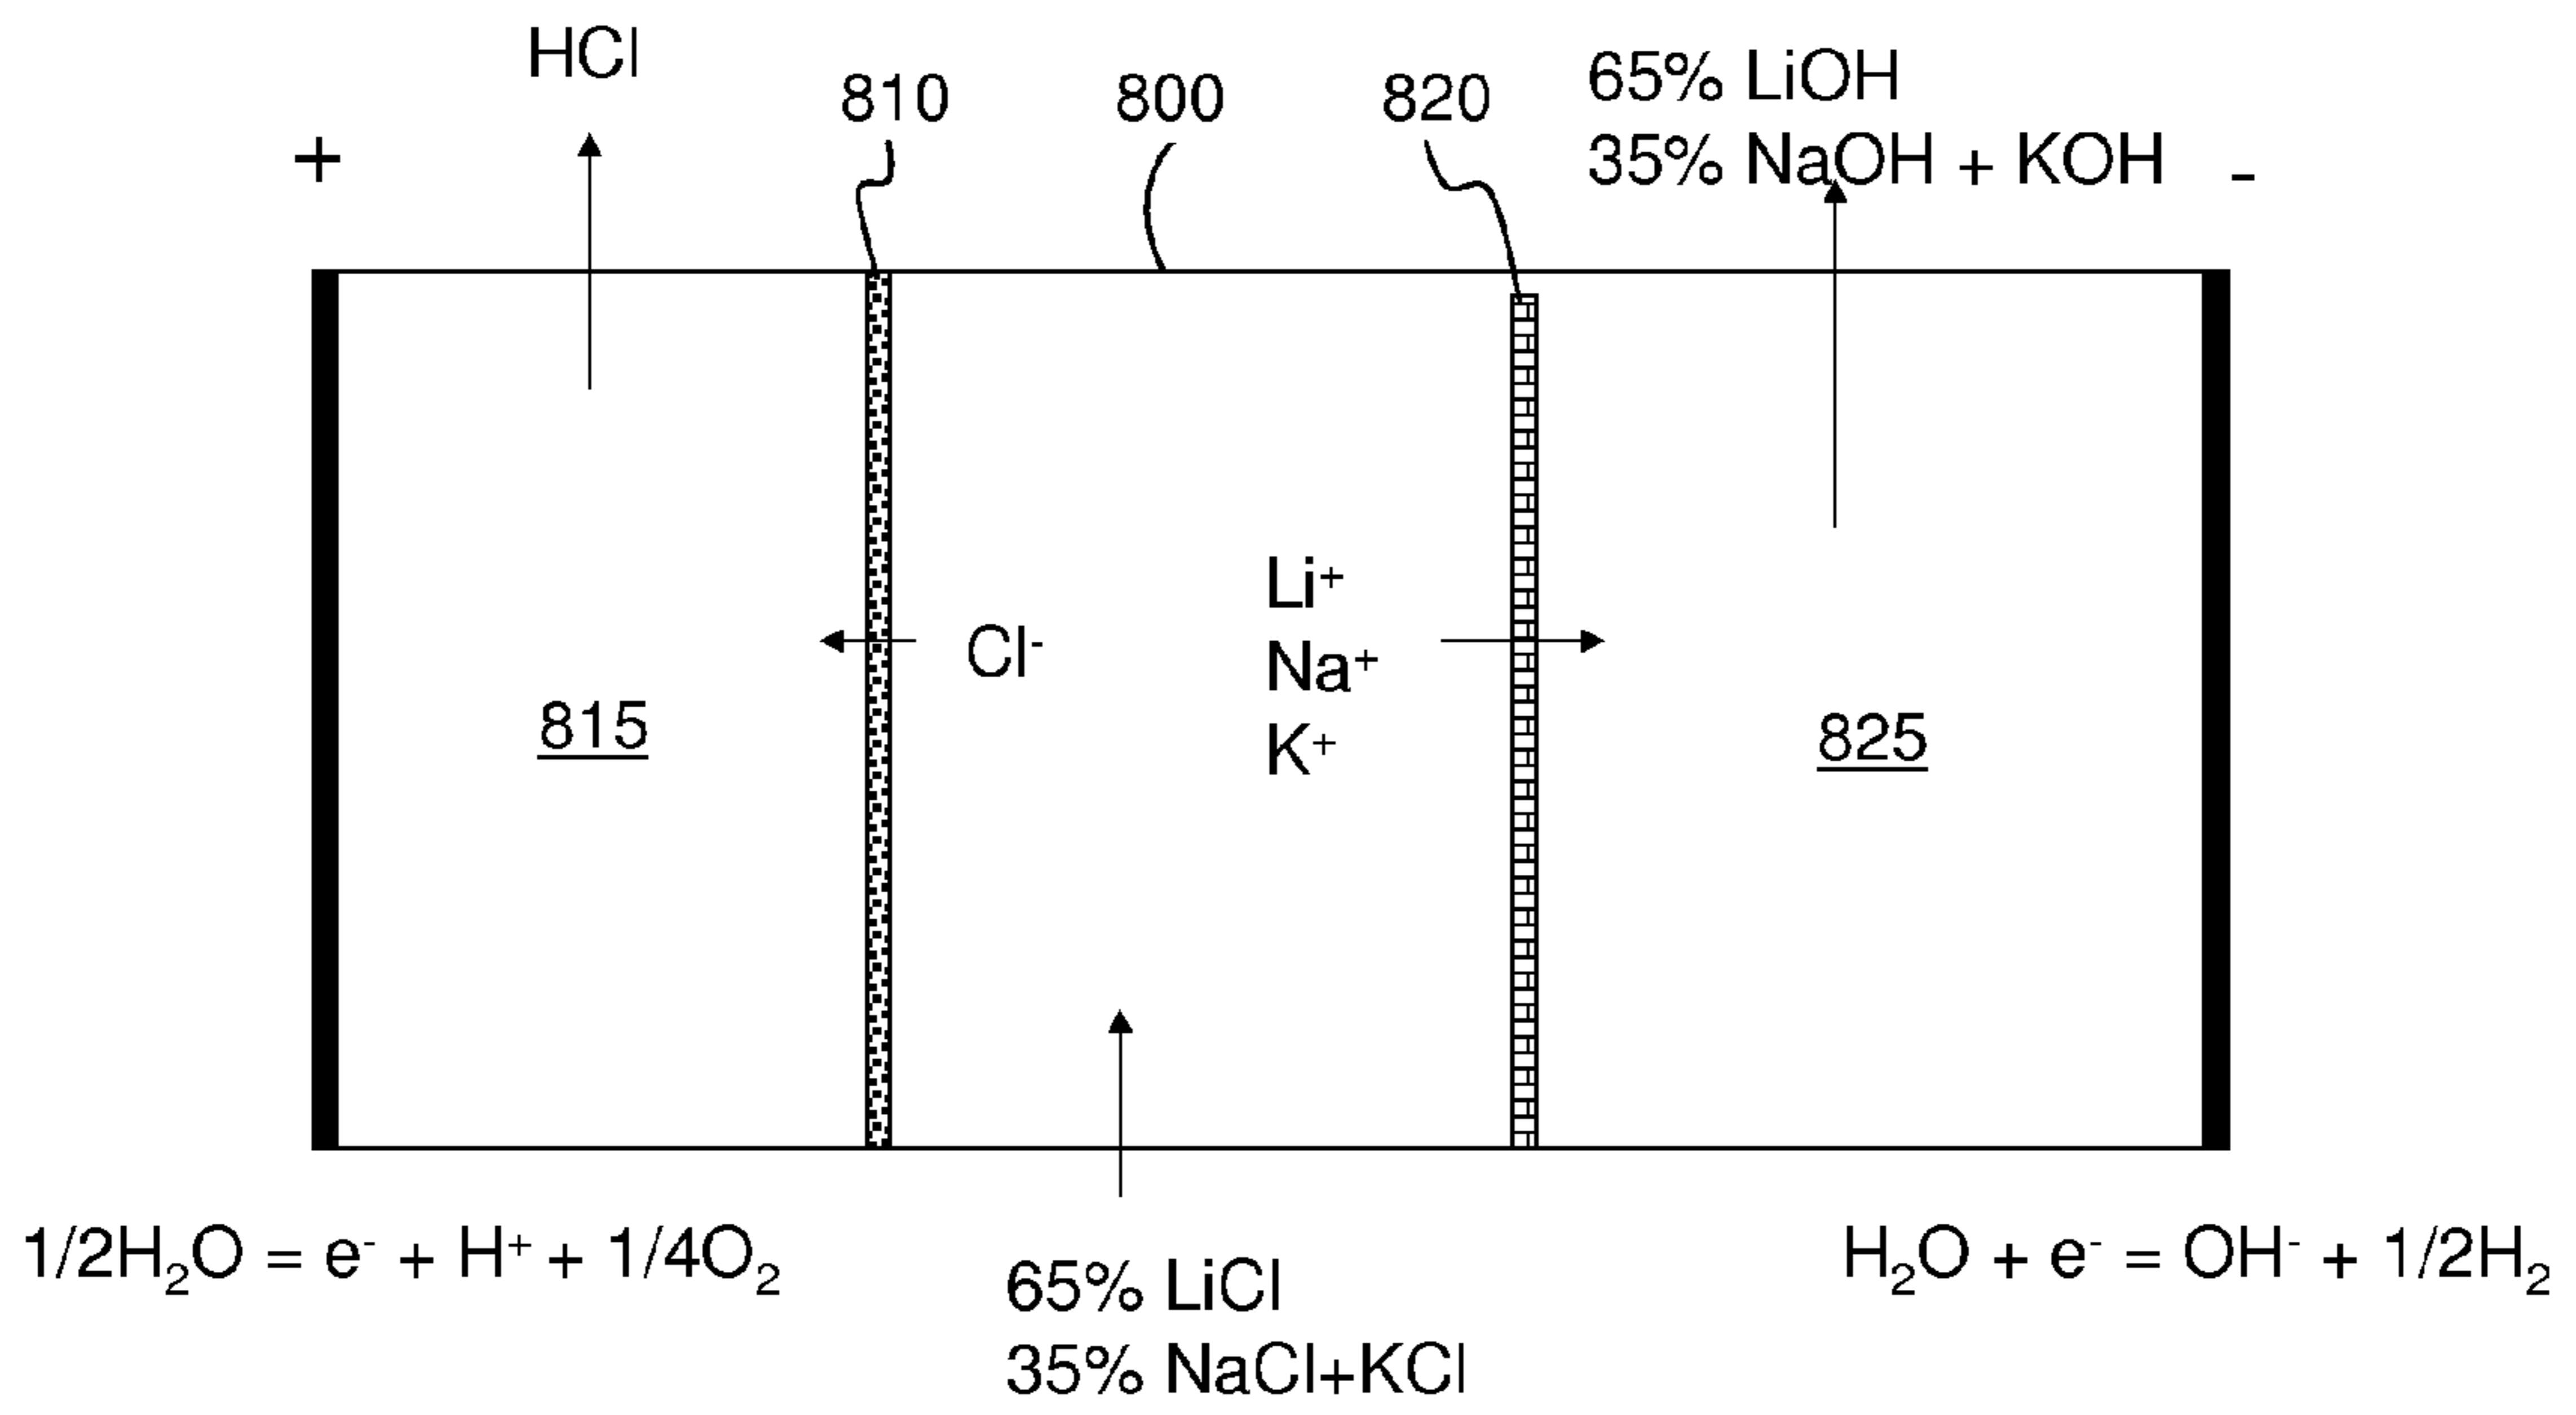 HCl
810
800
820
65% LiOH
35% NaOH + KOH
+
-
Li⁺
Cl⁻
Na⁺
K⁺
815
825
1/2H₂O = e⁻ + H⁺ + 1/4O₂
H₂O + e⁻ = OH⁻ + 1/2H₂
65% LiCl
35% NaCl+KCl